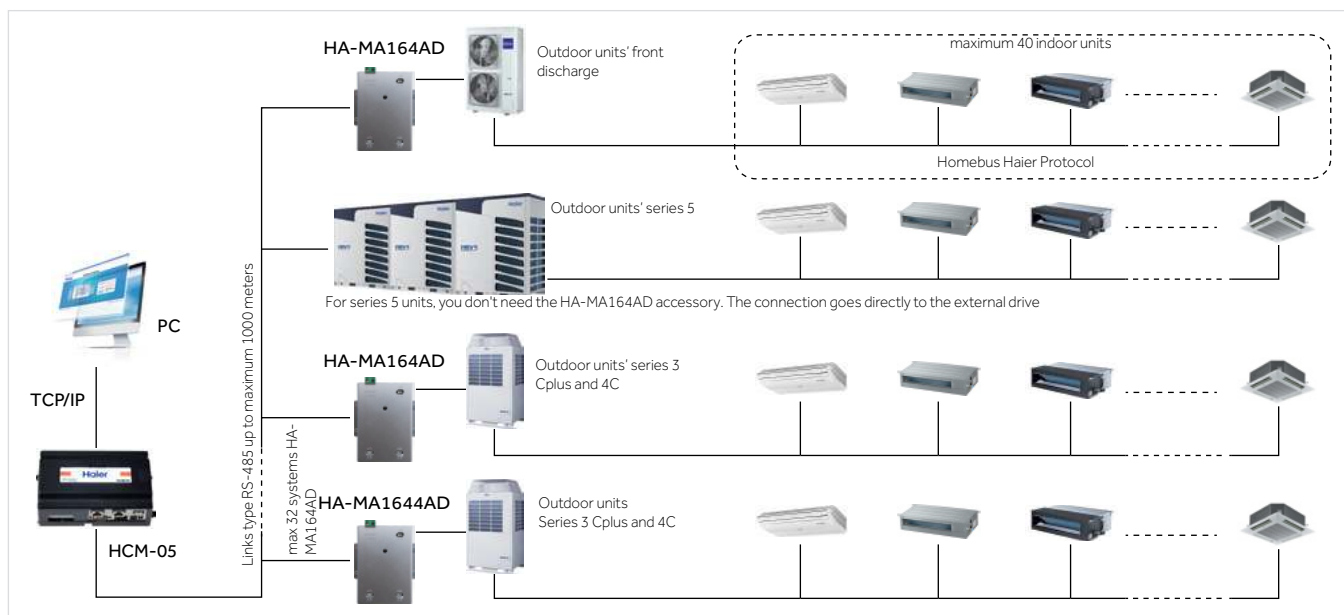 HA-MA164AD
Outdoor units' front
discharge
maximum 40 indoor units
Homebus Haier Protocol
Outdoor units' series 5
Haier
For series 5 units, you don't need the HA-MA164AD accessory. The connection goes directly to the external drive
PC
TCP/IP
Haier
HCM-05
Links type RS-485 up to maximum 1000 meters
max 32 systems HA-
MA164AD
HA-MA164AD
Outdoor units' series 3
Cplus and 4C
HA-MA1644AD
Outdoor units
Series 3 Cplus and 4C